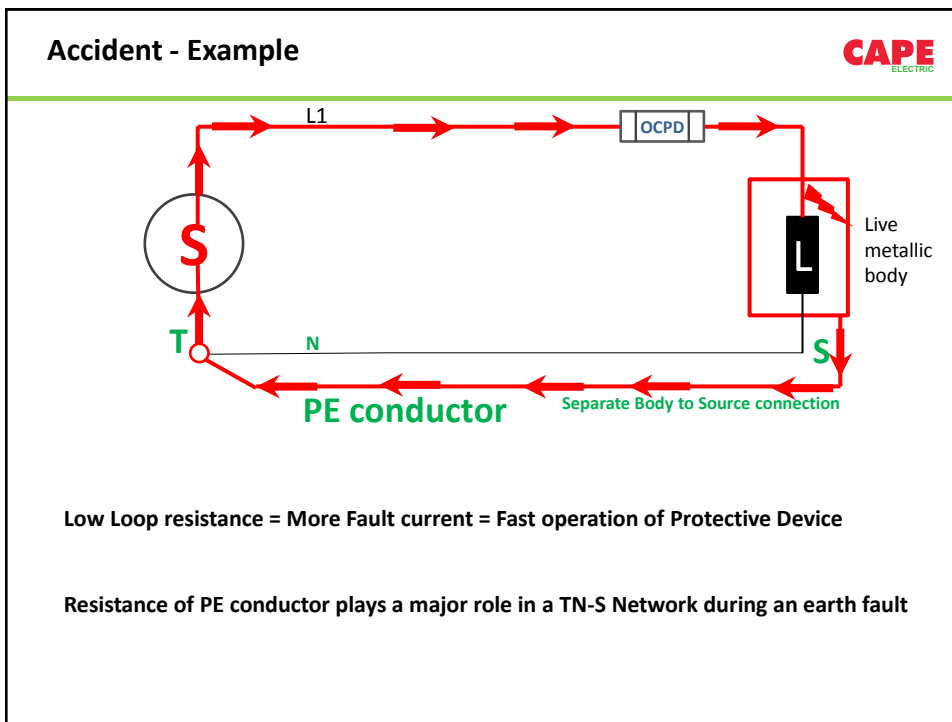 Accident - Example
CAPE
ELECTRIC
L1
OCPD
S
L
Live
metallic
body
T
N
S
PE conductor
Separate Body to Source connection
Low Loop resistance = More Fault current = Fast operation of Protective Device
Resistance of PE conductor plays a major role in a TN-S Network during an earth fault